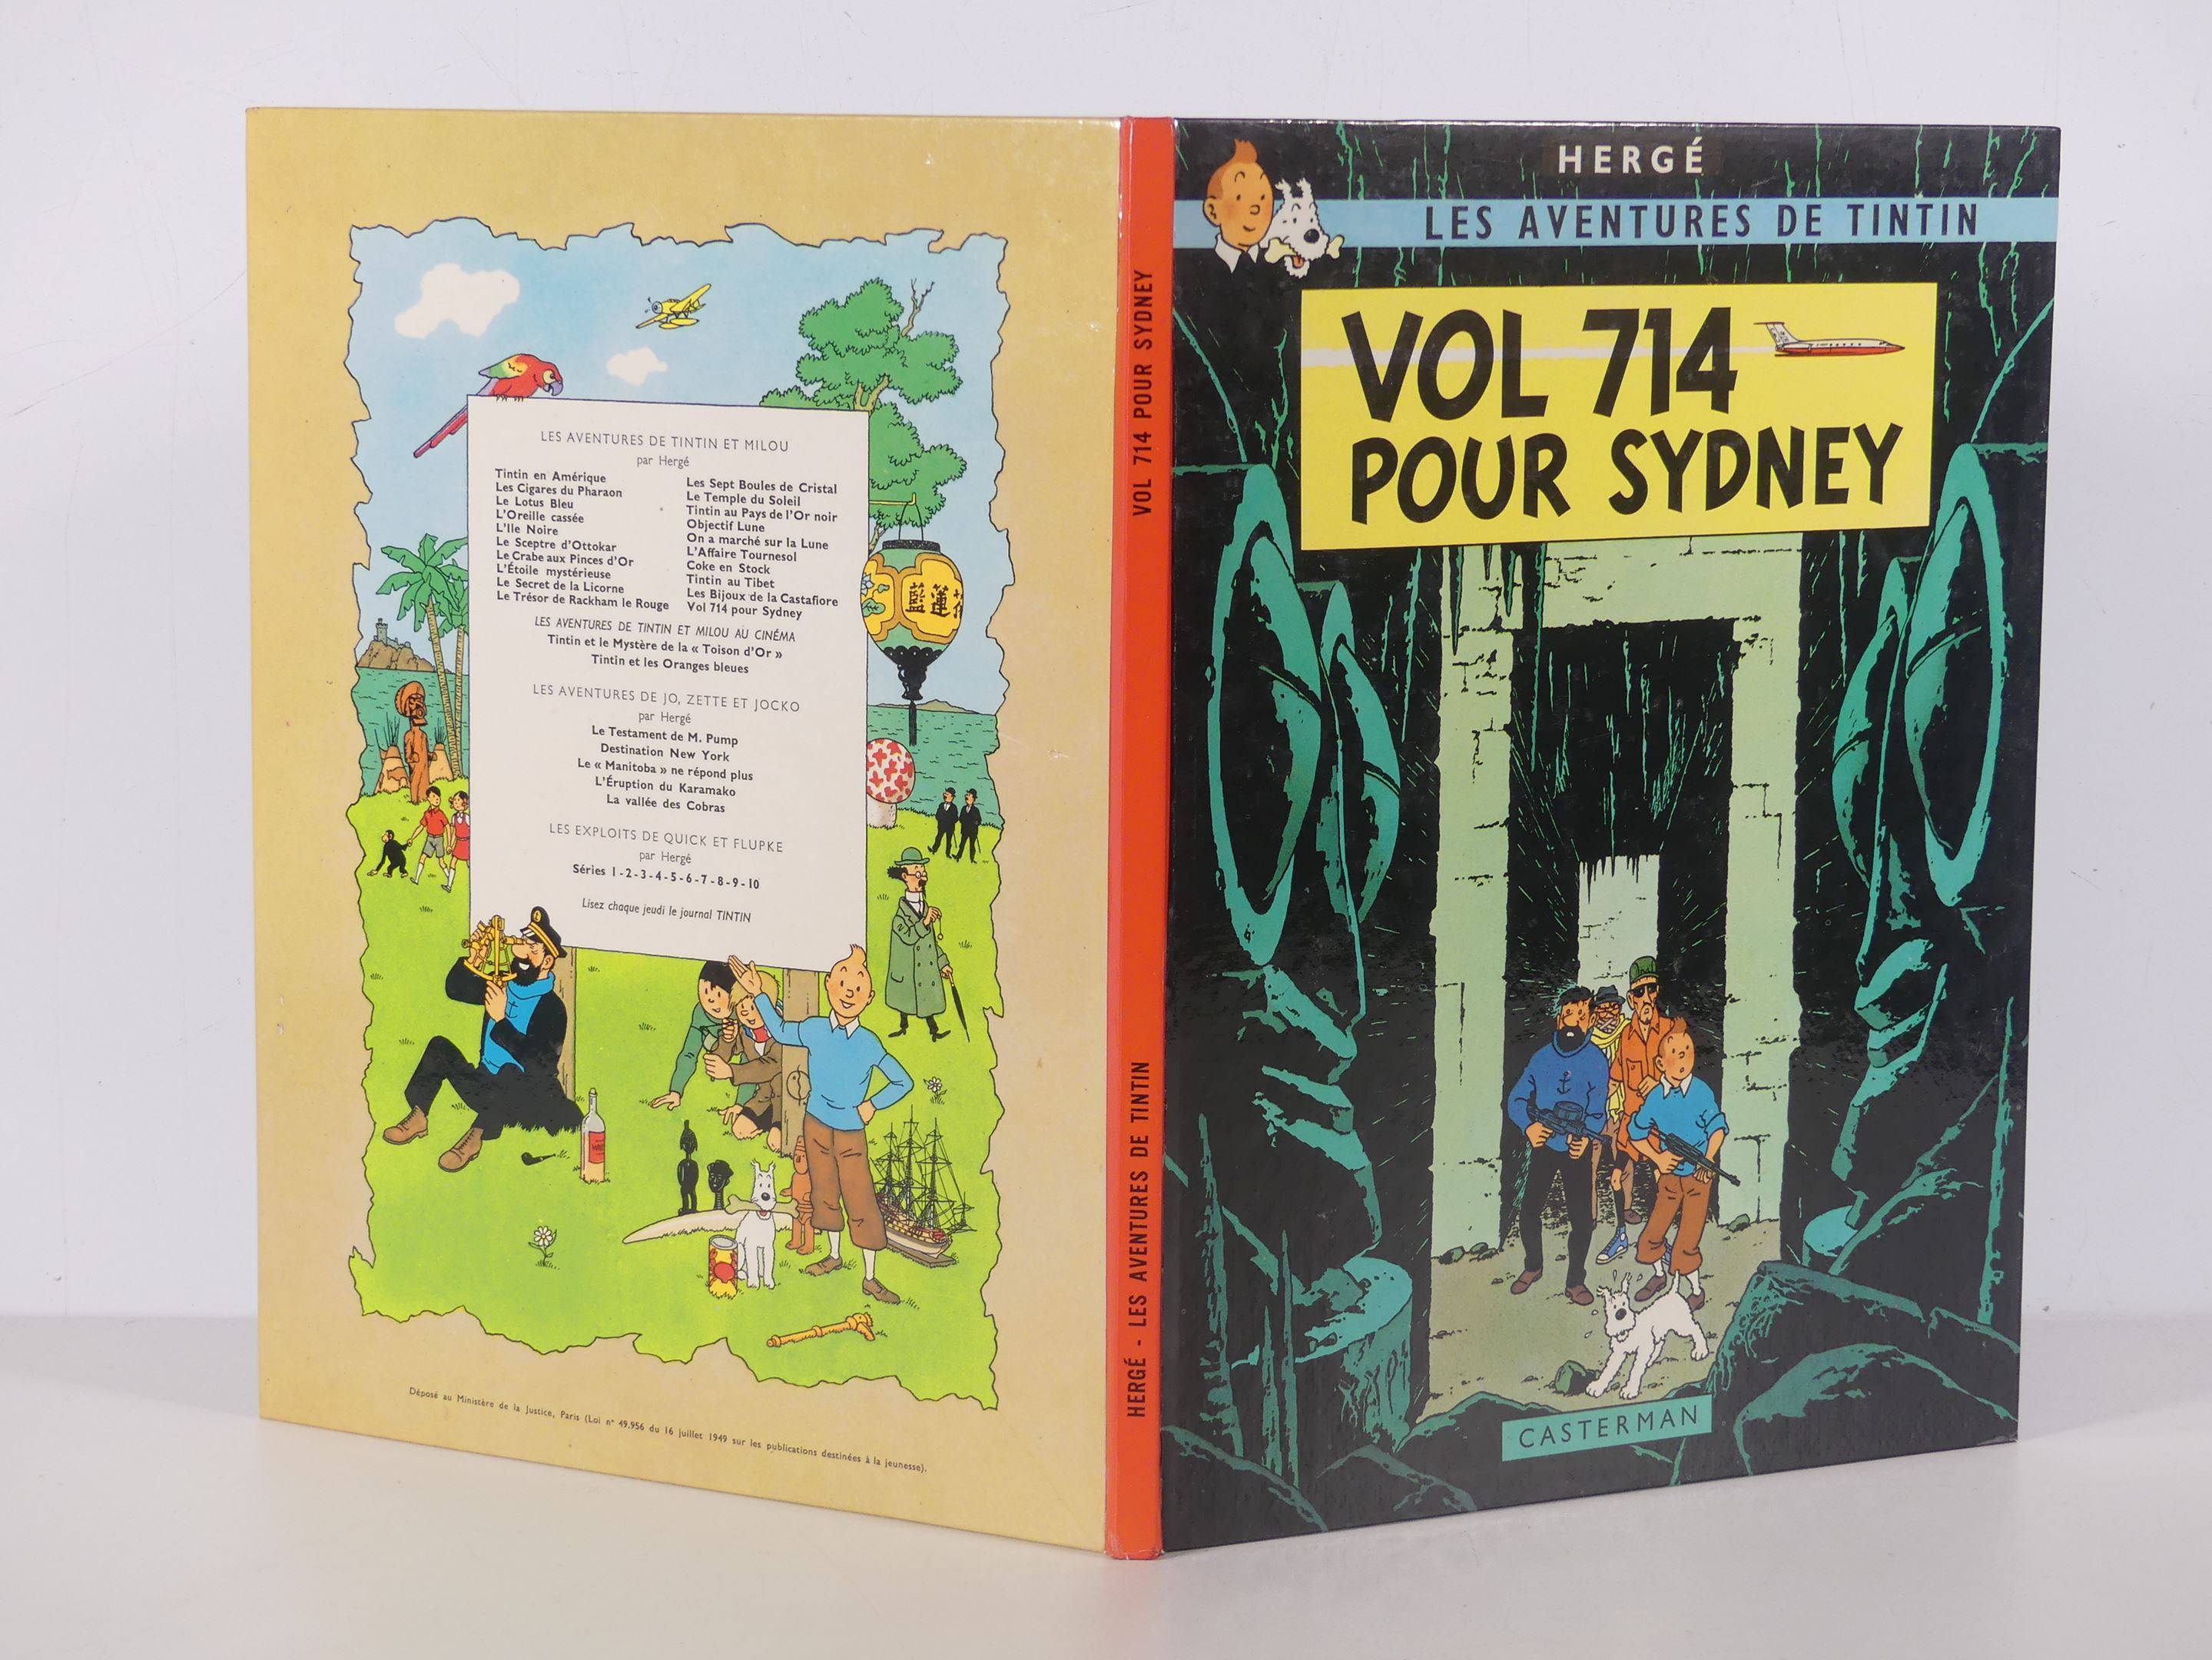 LES AVENTURES DE TINTIN ET MILOU
par Hergé
Tintin en Amérique
Les Cigares du Pharaon
Le Lotus Bleu
L'Oreille cassée
L'Ile Noire
Le Sceptre d'Ottokar
Le Crabe aux Pinces d'Or
L'Étoile mystérieuse
Le Secret de la Licorne
Le Trésor de Rackham le Rouge
Les Sept Boules de Cristal
Le Temple du Soleil
Tintin au Pays de l'Or noir
Objectif Lune
On a marché sur la Lune
L'Affaire Tournesol
Coke en Stock
Tintin au Tibet
Les Bijoux de la Castafiore
Vol 714 pour Sydney
LES AVENTURES DE TINTIN ET MILOU AU CINÉMA
Tintin et le Mystère de la « Toison d'Or »
Tintin et les Oranges bleues
LES AVENTURES DE JO, ZETTE ET JOCKO
par Hergé
Le Testament de M. Pump
Destination New York
Le « Manitoba » ne répond plus
L'Éruption du Karamako
La vallée des Cobras
LES EXPLOITS DE QUICK ET FLUPKE
par Hergé
Séries 1-2-3-4-5-6-7-8-9-10
Lisez chaque jeudi le journal TINTIN
Déposé au Ministère de la Justice, Paris (Loi n° 49.956 du 16 juillet 1949 sur les publications destinées à la jeunesse).
HERGÉ - LES AVENTURES DE TINTIN
VOL 714 POUR SYDNEY
HERGÉ
LES AVENTURES DE TINTIN
VOL 714
POUR SYDNEY
CASTERMAN